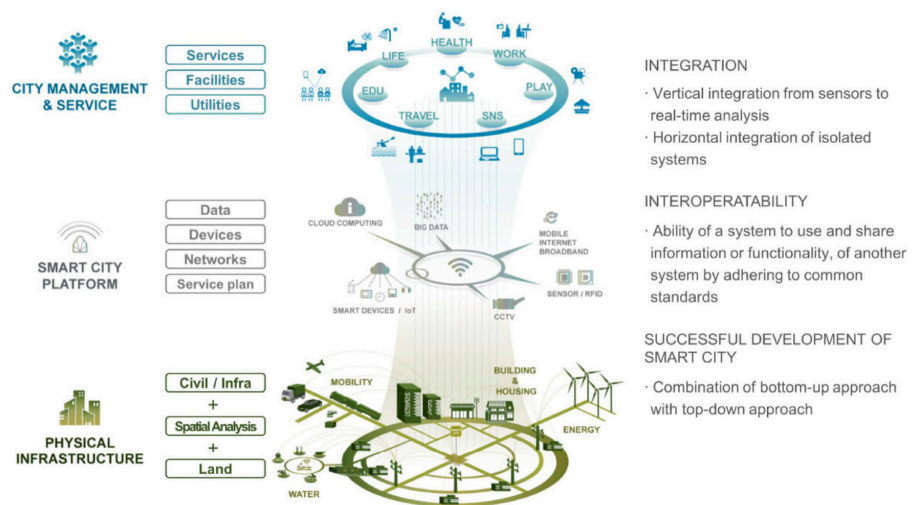 CITY MANAGEMENT
& SERVICE
Services
Facilities
Utilities
HEALTH
LIFE
WORK
EDU
PLAY
TRAVEL
SNS
INTEGRATION
· Vertical integration from sensors to
real-time analysis
· Horizontal integration of isolated
systems
SMART CITY
PLATFORM
Data
Devices
Networks
Service plan
CLOUD COMPUTING
BIG DATA
MOBILE
INTERNET
BROADBAND
SMART DEVICES / IoT
CCTV
SENSOR / RFID
INTEROPERATABILITY
· Ability of a system to use and share
information or functionality, of another
system by adhering to common
standards
PHYSICAL
INFRASTRUCTURE
Civil / Infra
+
Spatial Analysis
+
Land
MOBILITY
BUILDING
&
HOUSING
ENERGY
WATER
SUCCESSFUL DEVELOPMENT OF
SMART CITY
· Combination of bottom-up approach
with top-down approach